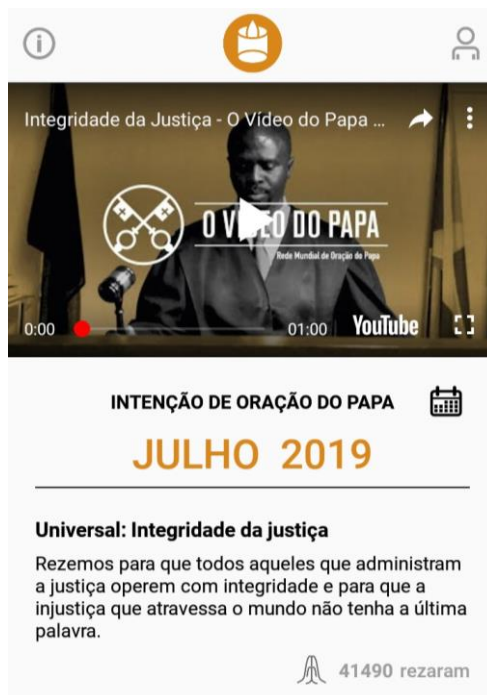 Integridade da Justiça - O Vídeo do Papa ...
O VÍDEO DO PAPA
Rede Mundial de Oração do Papa
0:00
01:00
YouTube
INTENÇÃO DE ORAÇÃO DO PAPA
JULHO 2019
Universal: Integridade da justiça
Rezemos para que todos aqueles que administram
a justiça operem com integridade e para que a
injustiça que atravessa o mundo não tenha a última
palavra.
41490 rezaram